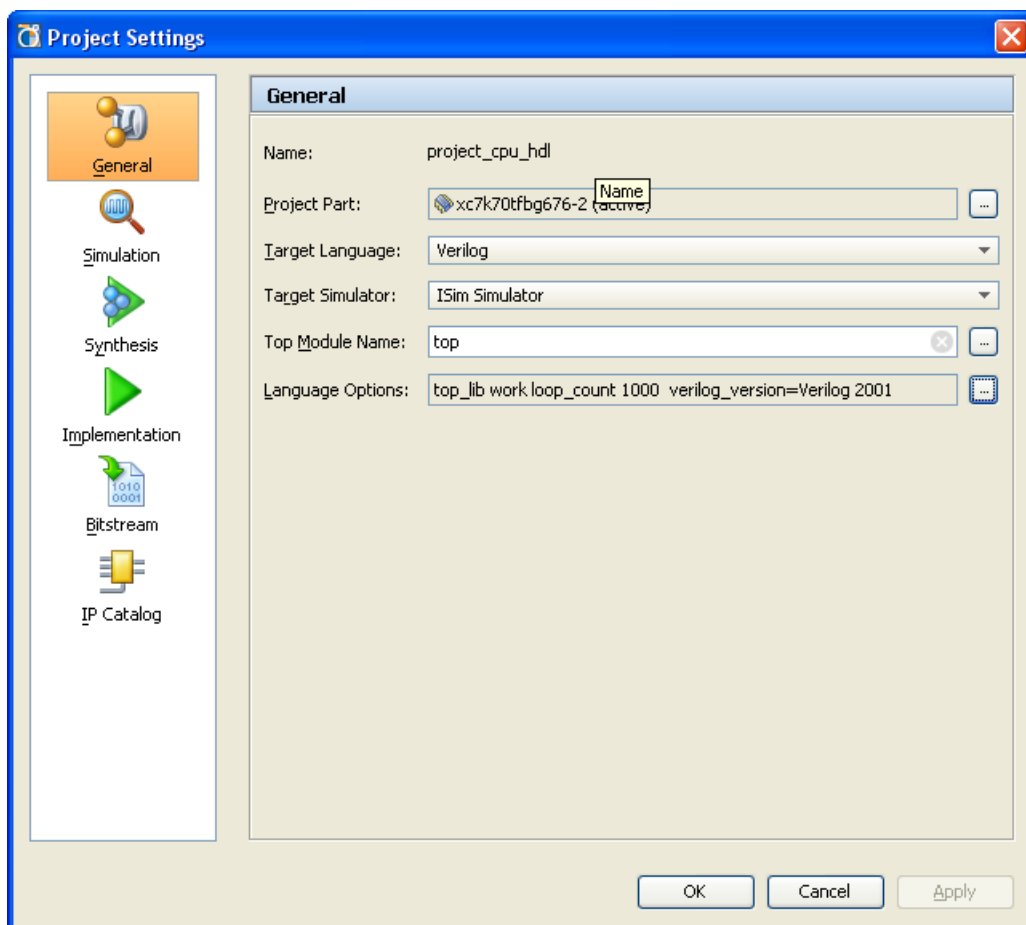 Project Settings
General
Simulation
Synthesis
Implementation
1010
0001
Bitstream
IP Catalog
General
Name: project_cpu_hdl
Name
Project Part: xc7k70tfbg676-2 (active) ...
Target Language: Verilog
Target Simulator: ISim Simulator
Top Module Name: top ...
Language Options: top_lib work loop_count 1000 verilog_version=Verilog 2001 ...
OK Cancel Apply